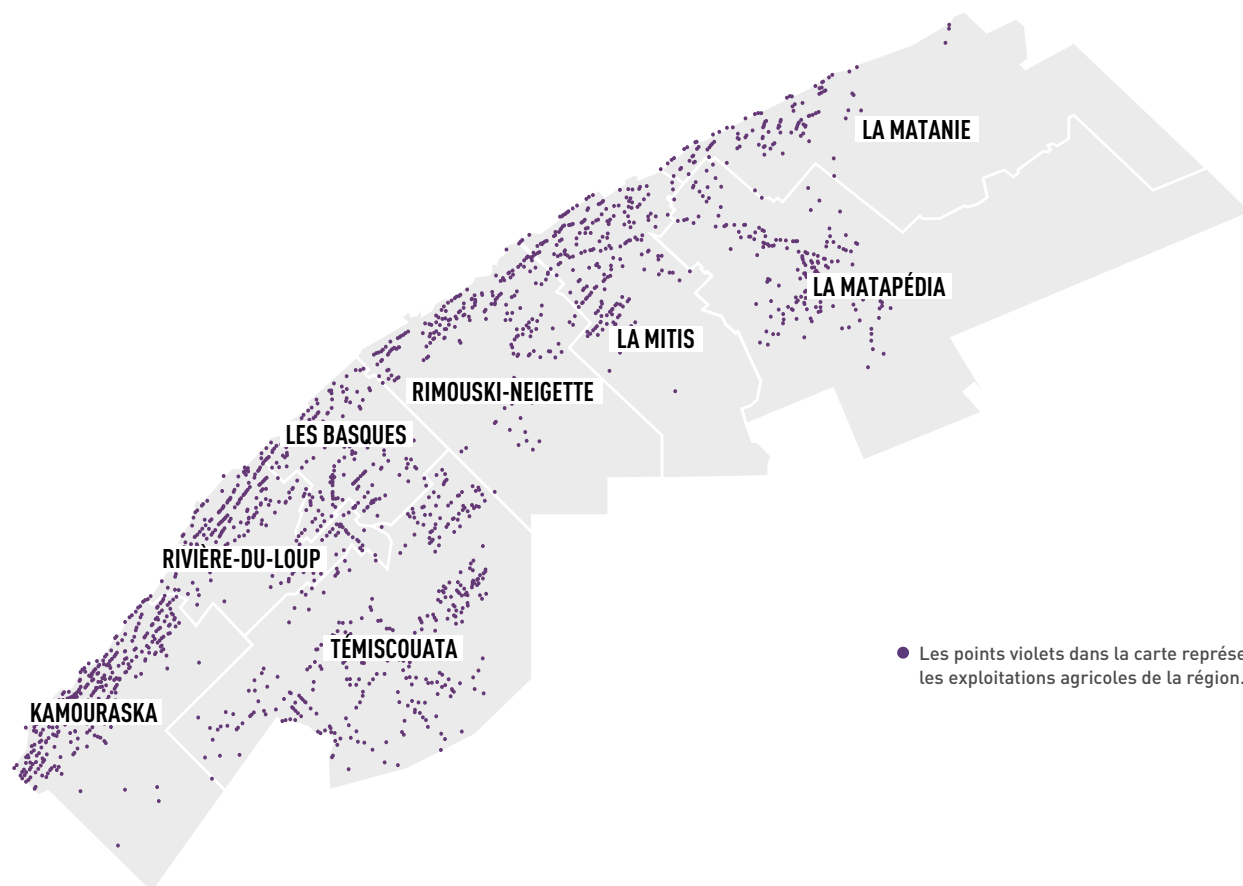 LA MATANIE
LA MATAPÉDIA
LA MITIS
RIMOUSKI-NEIGETTE
LES BASQUES
RIVIÈRE-DU-LOUP
TÉMISCOUATA
KAMOURASKA
Les points violets dans la carte
les exploitations agricoles de la région.